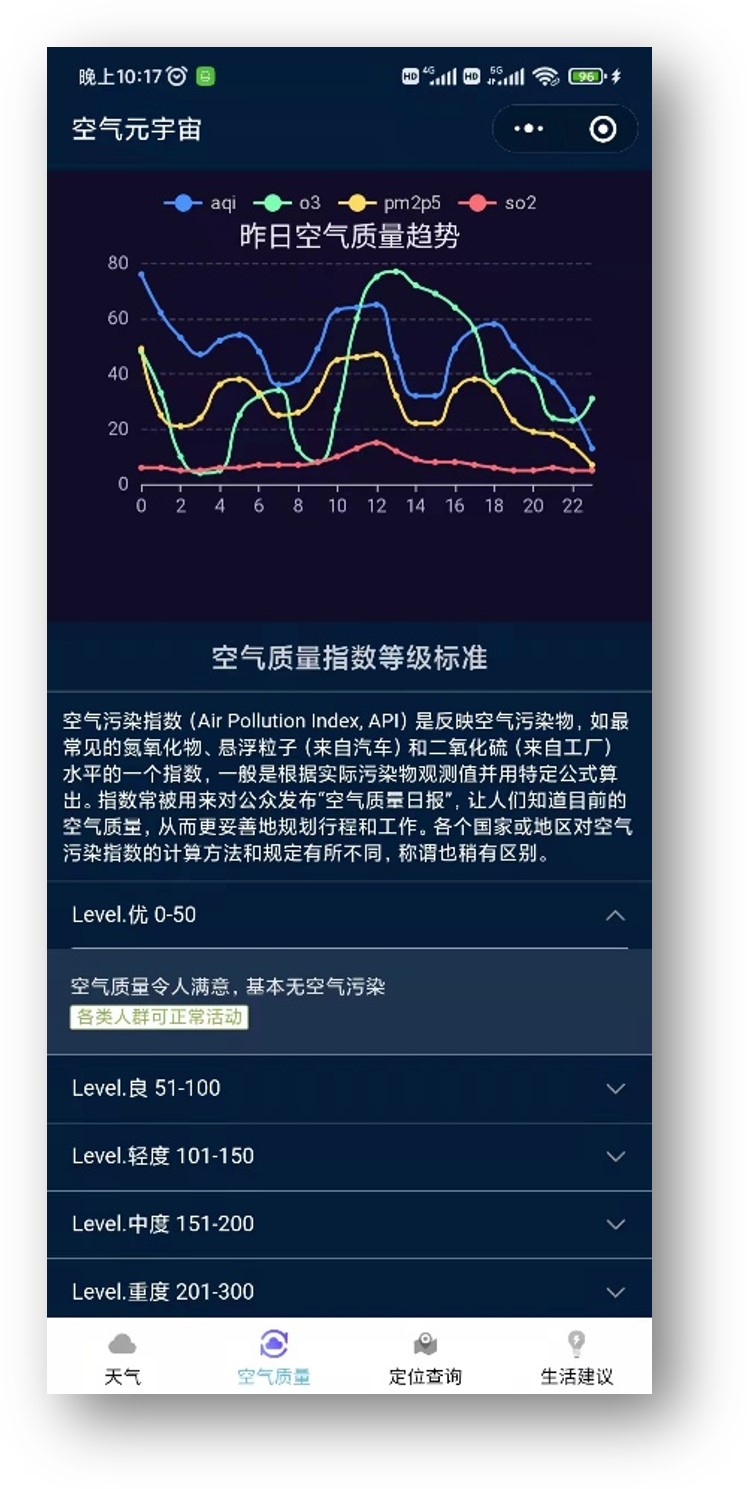 晚上10:17 HD 4G HD 5G 96
空气元宇宙
aqi o3 pm2p5 so2
昨日空气质量趋势
80
60
40
20
0
0 2 4 6 8 10 12 14 16 18 20 22
空气质量指数等级标准
空气污染指数（Air Pollution Index, API）是反映空气污染物，如最
常见的氮氧化物、悬浮粒子（来自汽车）和二氧化硫（来自工厂）
水平的一个指数，一般是根据实际污染物观测值并用特定公式算
出。指数常被用来对公众发布“空气质量日报”，让人们知道目前的
空气质量，从而更妥善地规划行程和工作。各个国家或地区对空气
污染指数的计算方法和规定有所不同，称谓也稍有区别。
Level.优 0-50
空气质量令人满意，基本无空气污染
各类人群可正常活动
Level.良 51-100
Level.轻度 101-150
Level.中度 151-200
Level.重度 201-300
天气 空气质量 定位查询 生活建议